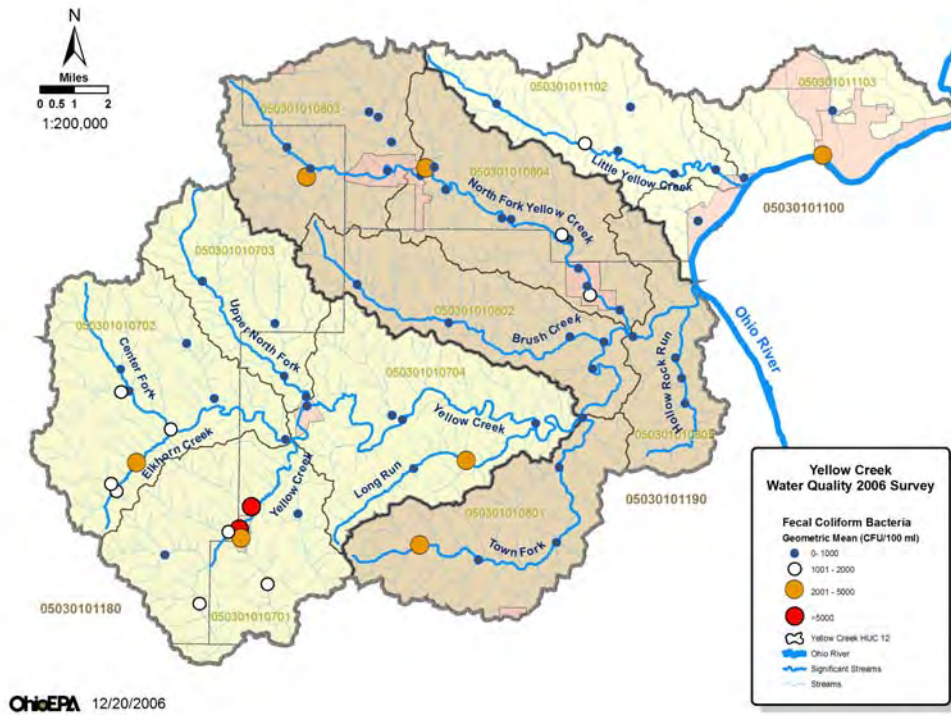 N
Miles
0 0.5 1 2
1:200,000
050301011102
050301011103
050301010803
Little Yellow Creek
050301010804
North Fork Yellow Creek
05030101100
050301010703
050301010702
050301010802
Upper North Fork
Brush Creek
Ohio River
Center Fork
050301010704
Hollow Rock Run
Yellow Creek
Elkhorn Creek
050301010805
Long Run
Yellow Creek
05030101190
050301010801
Town Fork
05030101180
050301010701
Yellow Creek
Water Quality 2006 Survey
Fecal Coliform Bacteria
Geometric Mean (CFU/100 ml)
0- 1000
1001 - 2000
2001 - 5000
>5000
Yellow Creek HUC 12
Ohio River
Significant Streams
Streams
OhioEPA 12/20/2006